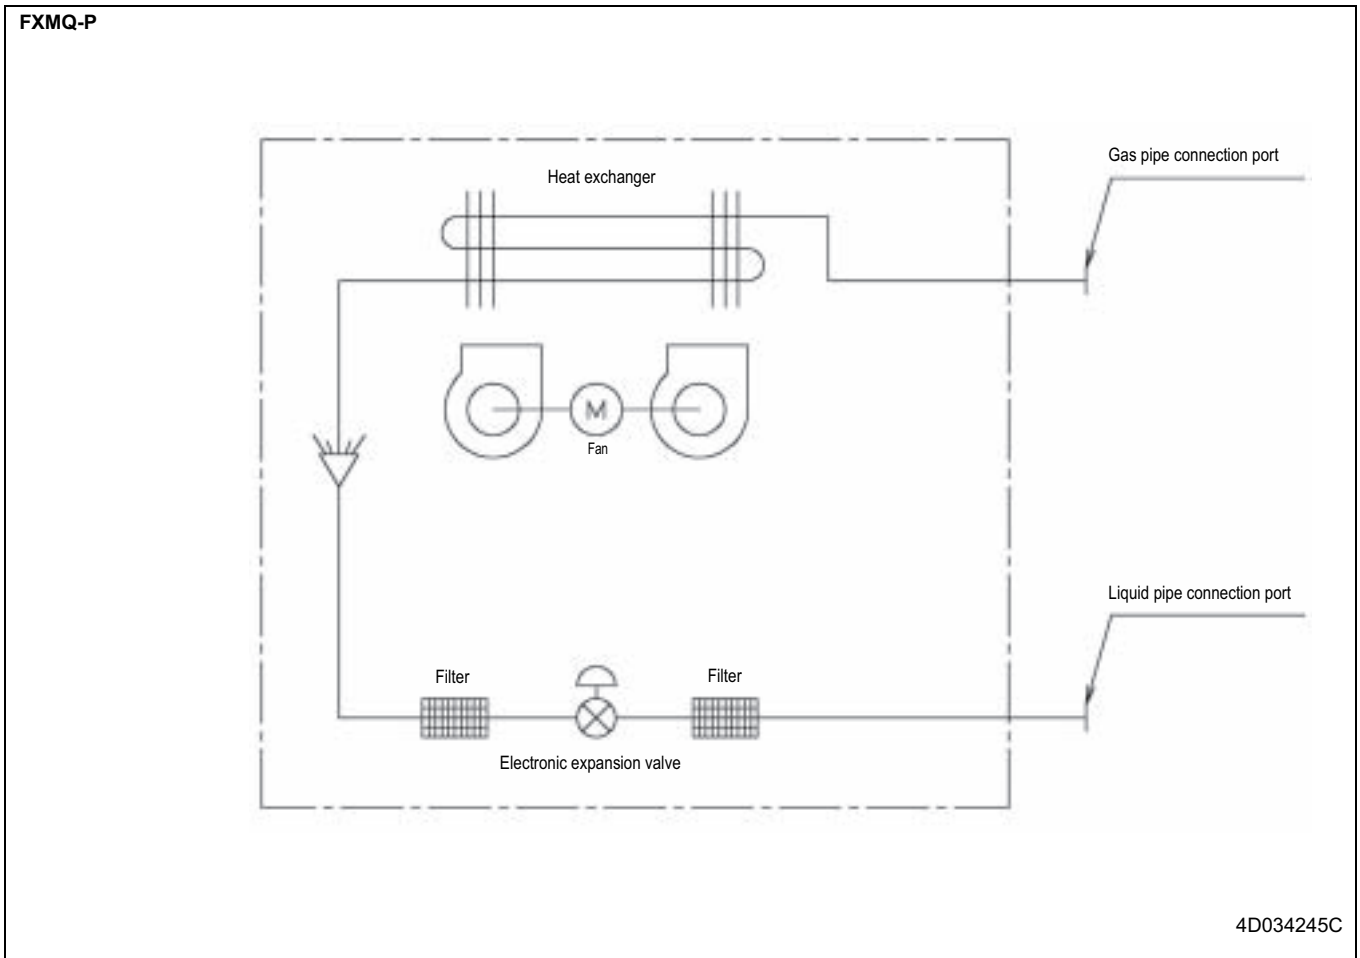 FXMQ-P
Gas pipe connection port
Heat exchanger
M
Fan
Liquid pipe connection port
Filter
Filter
Electronic expansion valve
4D034245C